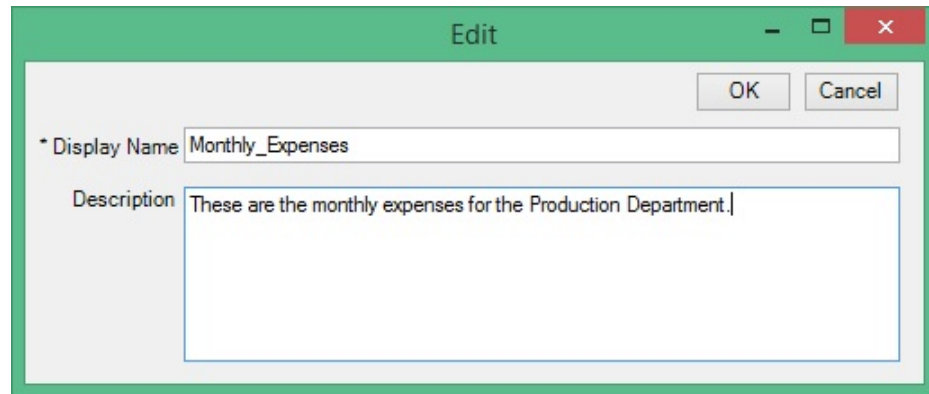 Edit
OK Cancel
* Display Name Monthly_Expenses
Description These are the monthly expenses for the Production Department.